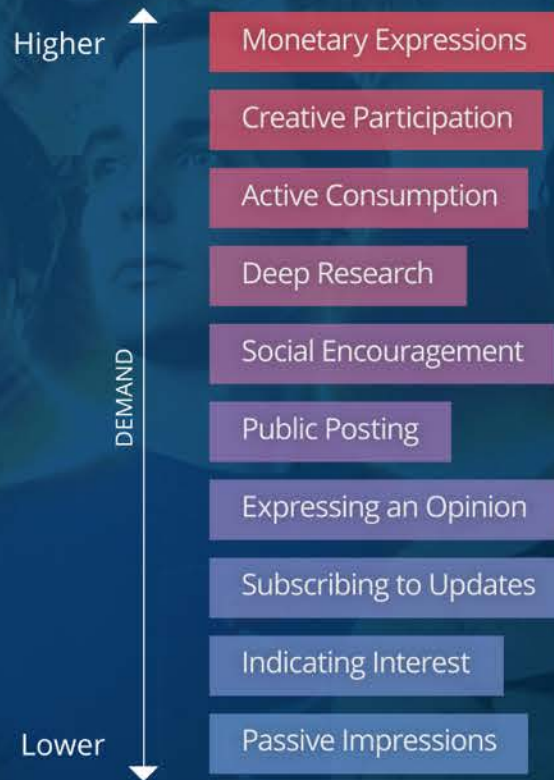 Higher
Monetary Expressions
Creative Participation
Active Consumption
Deep Research
Social Encouragement
DEMAND
Public Posting
Expressing an Opinion
Subscribing to Updates
Indicating Interest
Lower
Passive Impressions